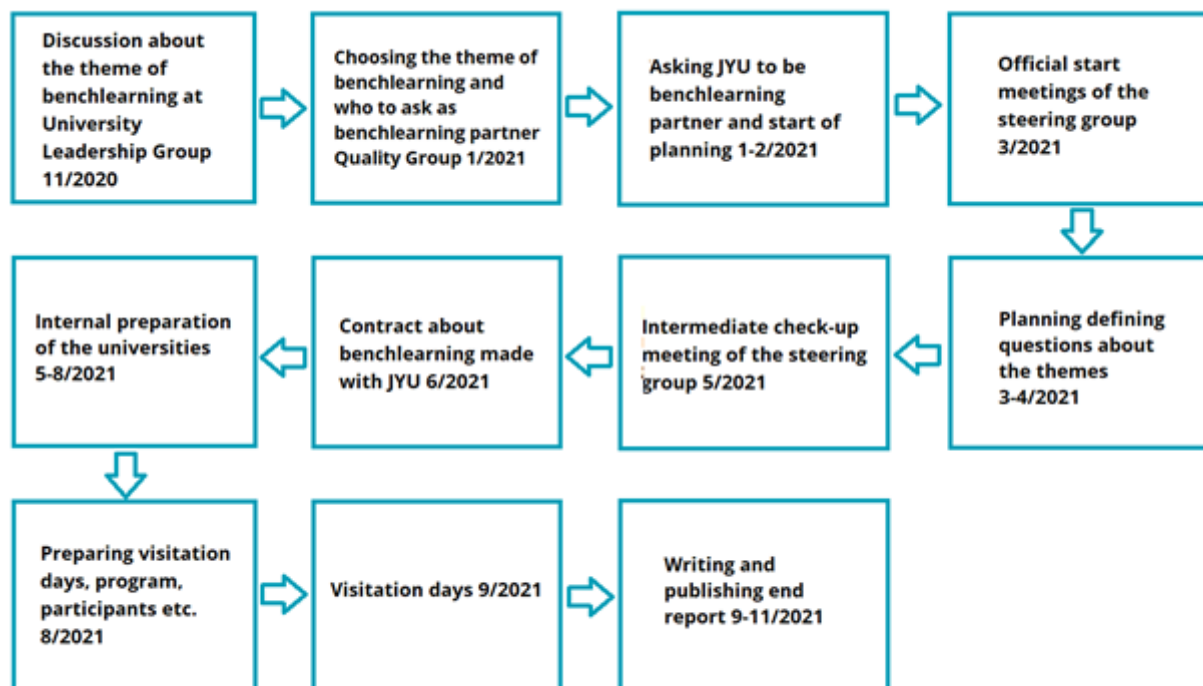 Discussion about
the theme of
benchlearning at
University
Leadership Group
11/2020
Choosing the theme of
benchlearning and
who to ask as
benchlearning partner
Quality Group 1/2021
Asking JYU to be
benchlearning
partner and start of
planning 1-2/2021
Official start
meetings of the
steering group
3/2021
Planning defining
questions about
the themes
3-4/2021
Intermediate check-up
meeting of the steering
group 5/2021
Contract about
benchlearning made
with JYU 6/2021
Internal preparation
of the universities
5-8/2021
Preparing visitation
days, program,
participants etc.
8/2021
Visitation days 9/2021
Writing and
publishing end
report 9-11/2021